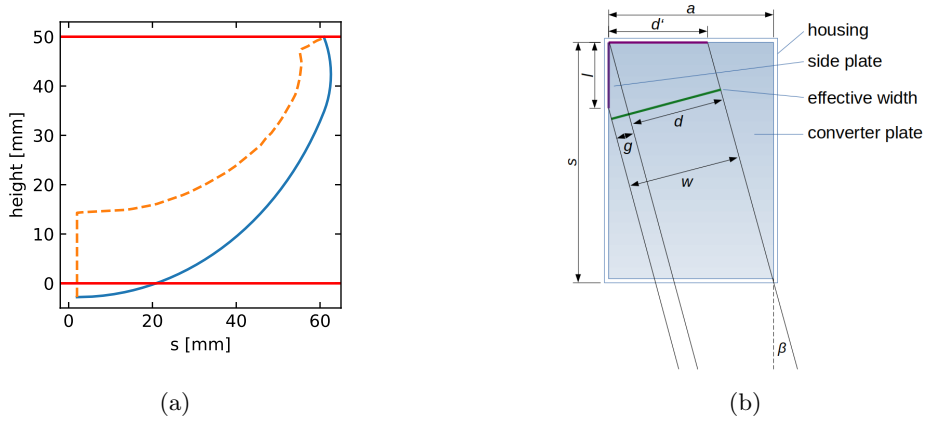 50
40
30
20
10
0
height [mm]
0 20 40 60
s [mm]
(a)
a
d'
housing
side plate
l
effective width
d
converter plate
g
s
w
β
(b)